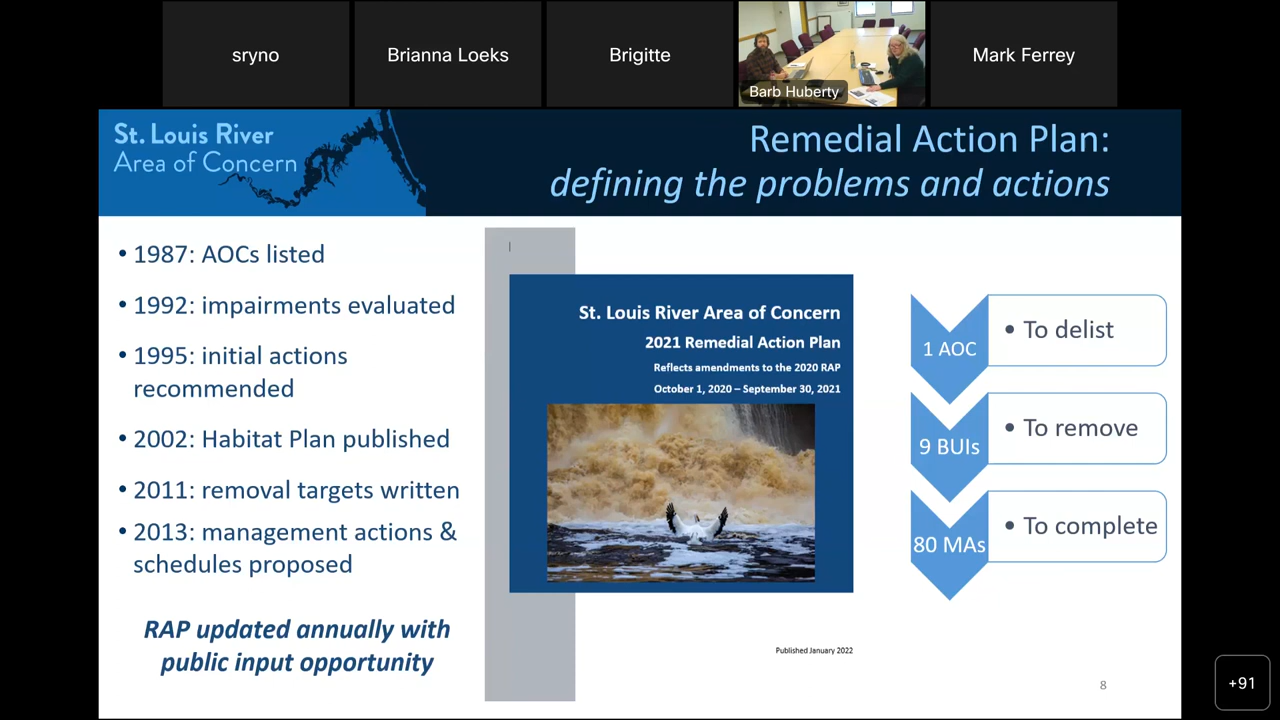 sryno
Brianna Loeks
Brigitte
Barb Huberty
Mark Ferrey
St. Louis River
Area of Concern
Remedial Action Plan:
defining the problems and actions
• 1987: AOCs listed
• 1992: impairments evaluated
• 1995: initial actions
recommended
• 2002: Habitat Plan published
• 2011: removal targets written
• 2013: management actions &
schedules proposed
RAP updated annually with
public input opportunity
St. Louis River Area of Concern
2021 Remedial Action Plan
Reflects amendments to the 2020 RAP
October 1, 2020 – September 30, 2021
Published January 2022
1 AOC
• To delist
9 BUIs
• To remove
80 MAs
• To complete
8
+91